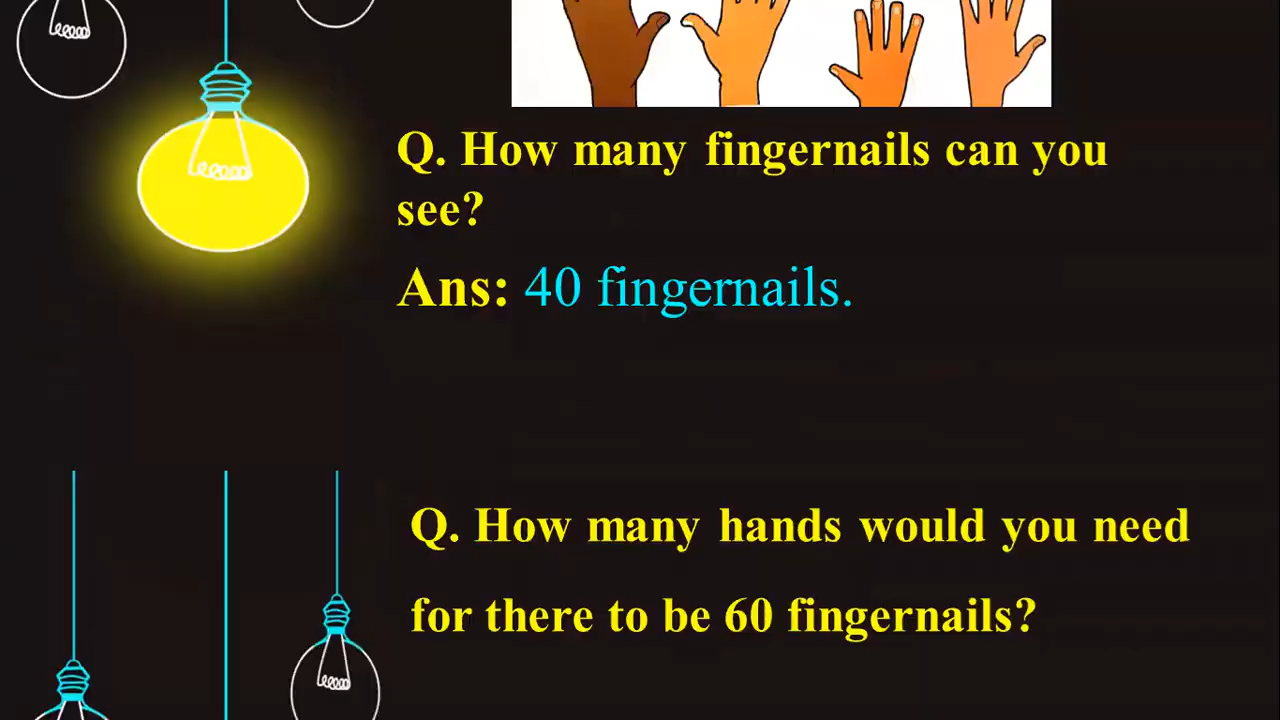 Q. How many fingernails can you
see?
Ans: 40 fingernails.
Q. How many hands would you need
for there to be 60 fingernails?